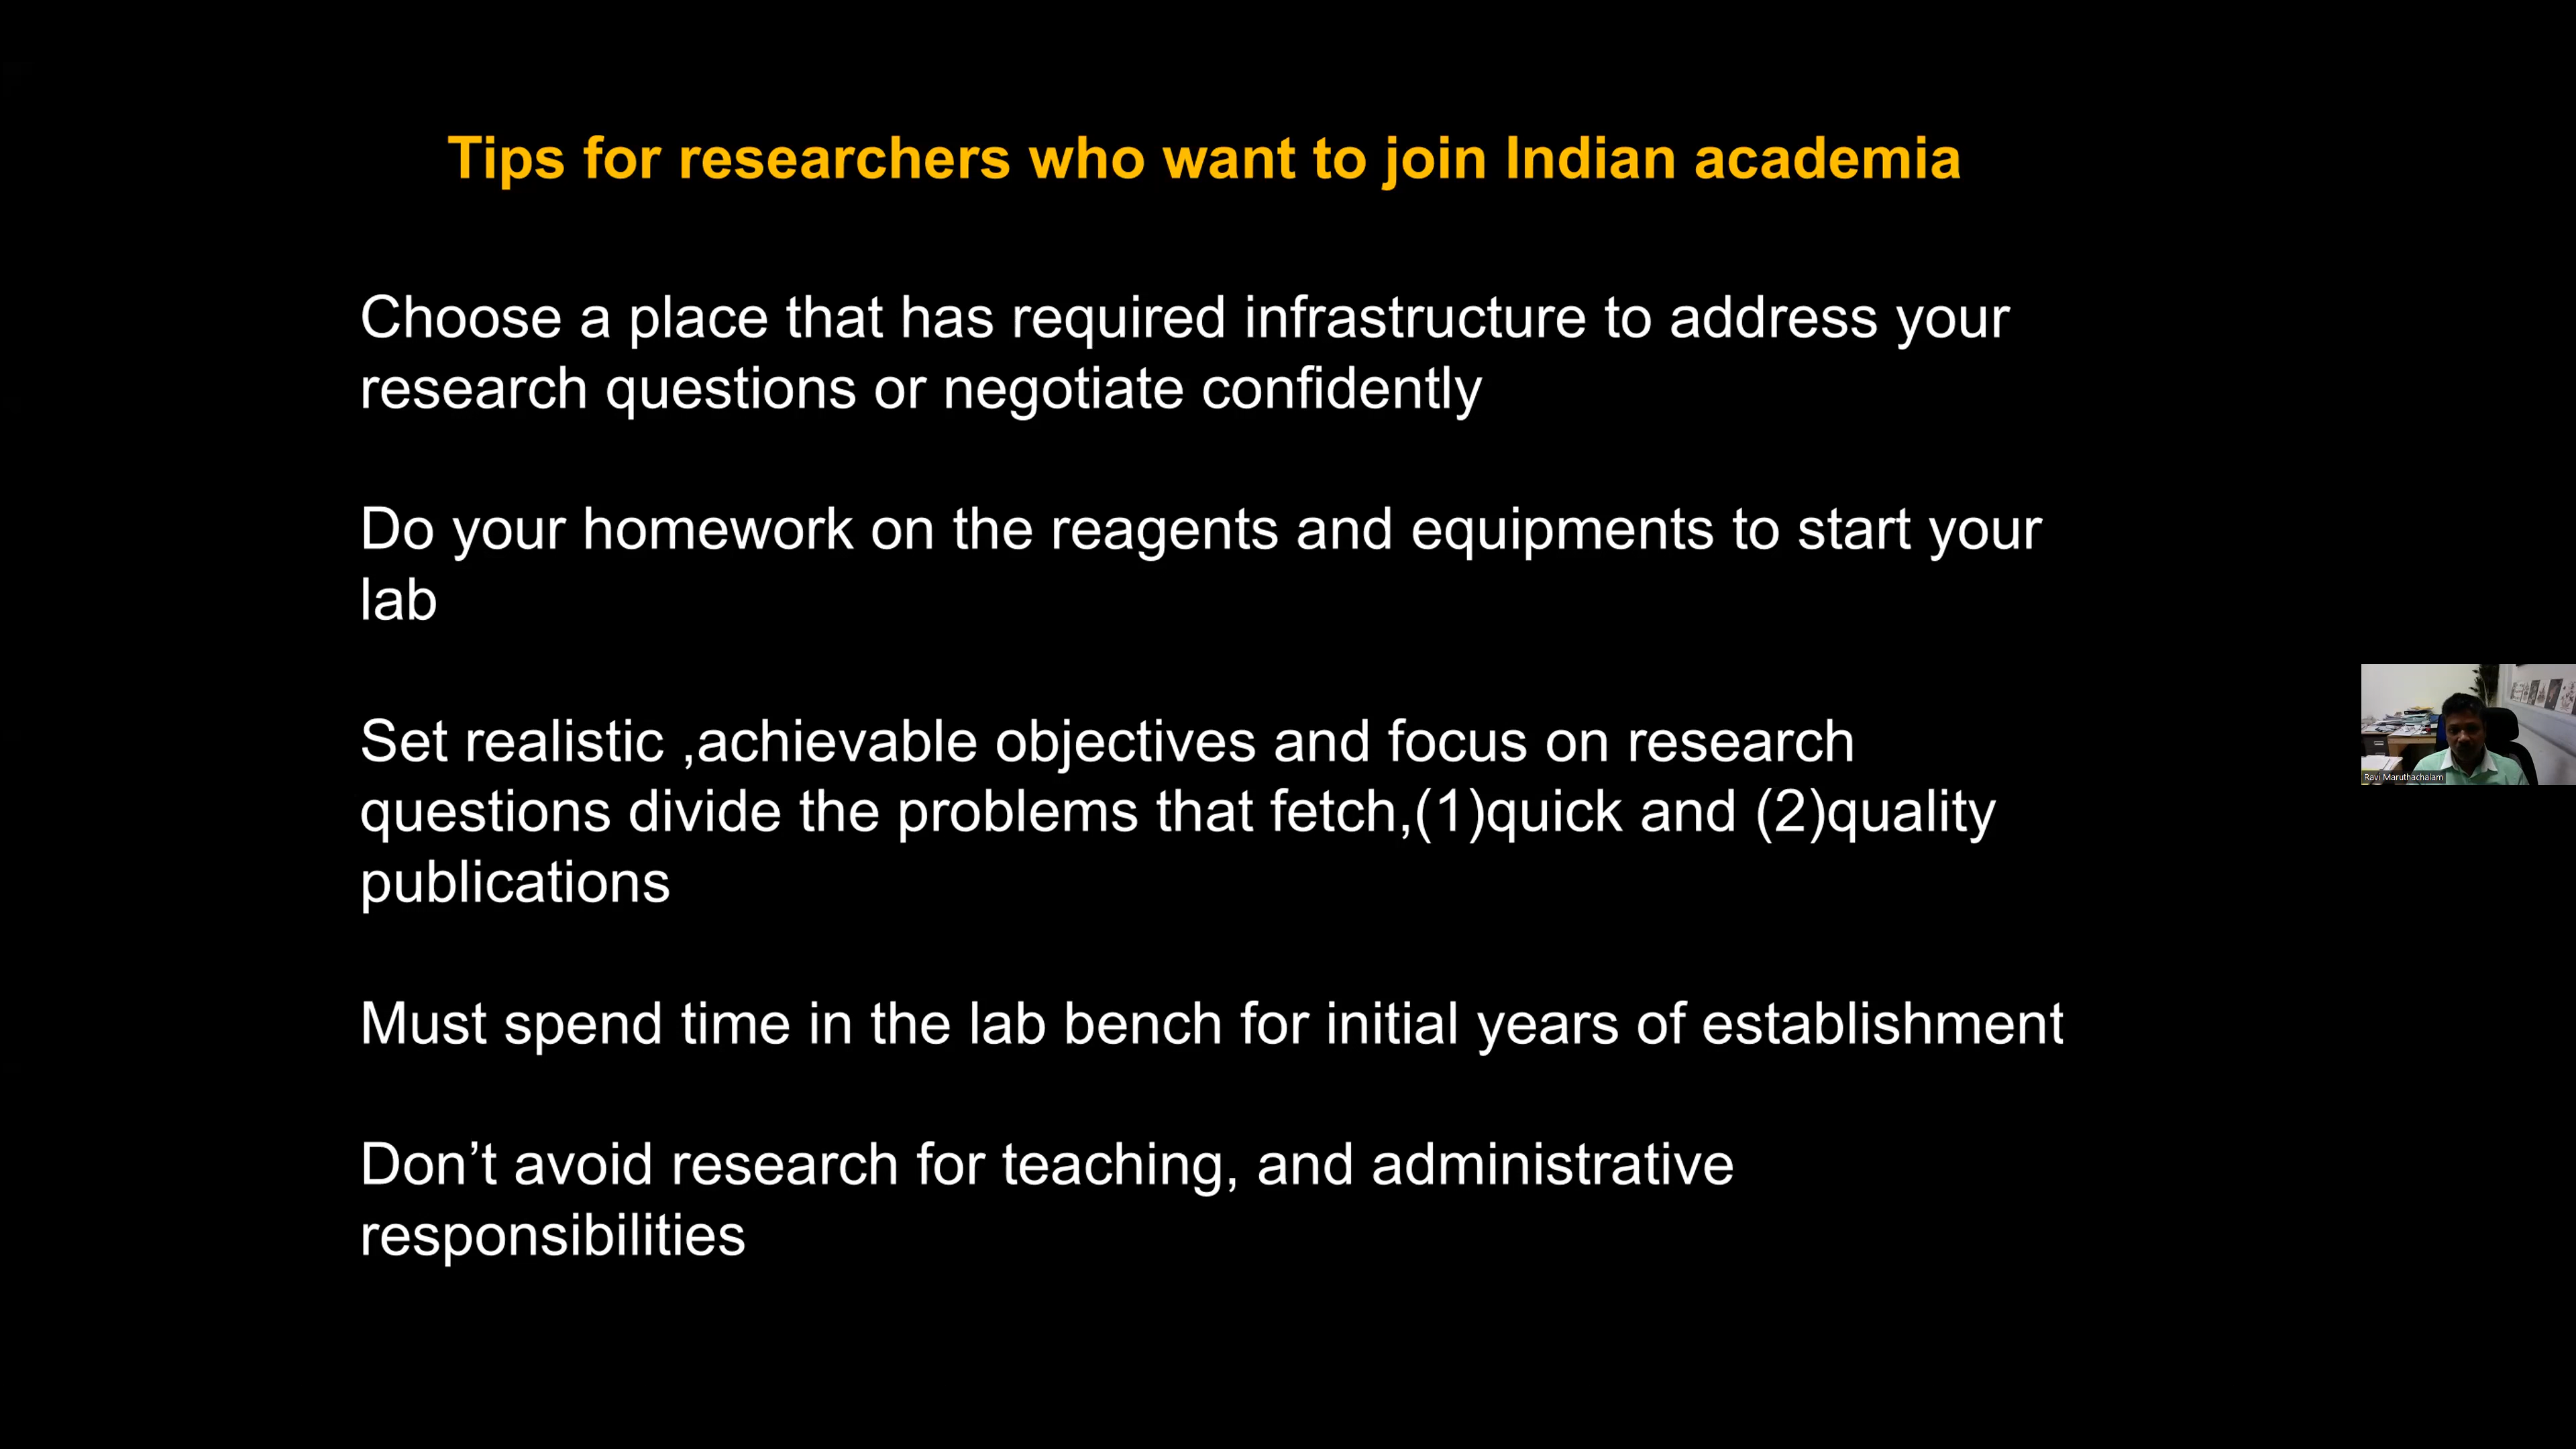 Tips for researchers who want to join Indian academia
Choose a place that has required infrastructure to address your
research questions or negotiate confidently
Do your homework on the reagents and equipments to start your
lab
Set realistic ,achievable objectives and focus on research
questions divide the problems that fetch,(1)quick and (2)quality
publications
Must spend time in the lab bench for initial years of establishment
Don’t avoid research for teaching, and administrative
responsibilities
Ravi Maruthachalam